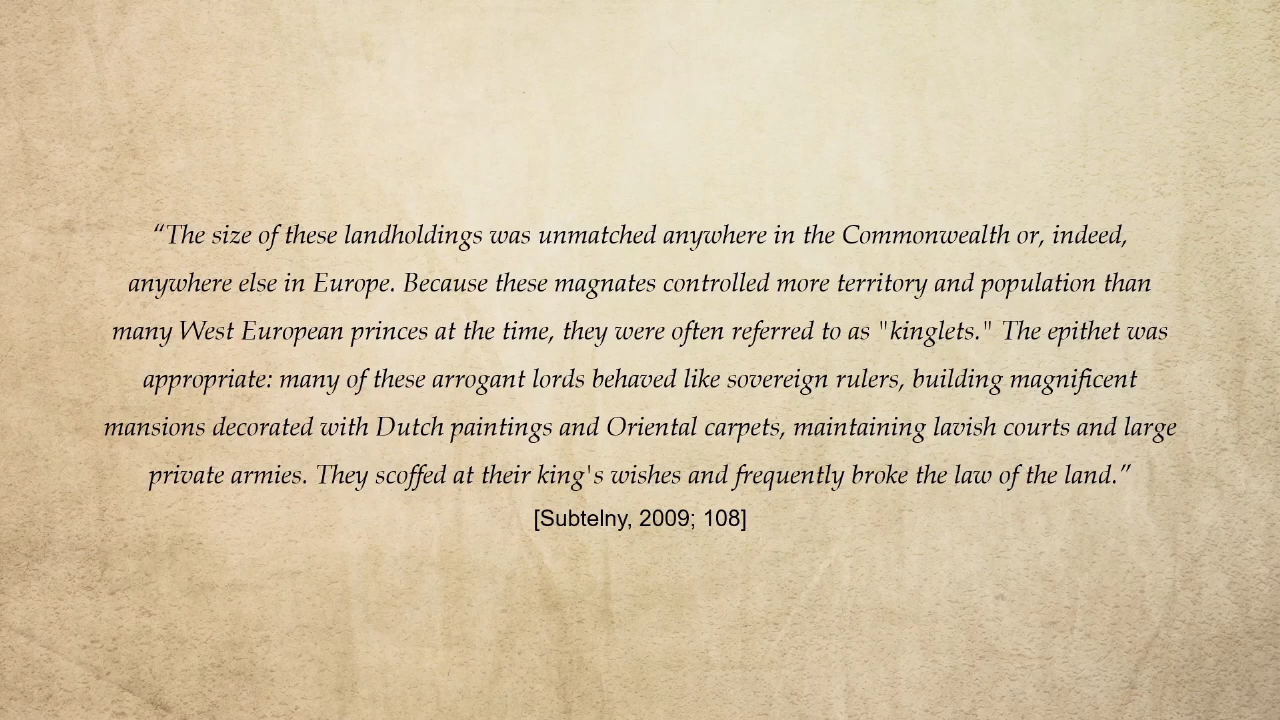 “The size of these landholdings was unmatched anywhere in the Commonwealth or, indeed,
anywhere else in Europe. Because these magnates controlled more territory and population than
many West European princes at the time, they were often referred to as "kinglets." The epithet was
appropriate: many of these arrogant lords behaved like sovereign rulers, building magnificent
mansions decorated with Dutch paintings and Oriental carpets, maintaining lavish courts and large
private armies. They scoffed at their king's wishes and frequently broke the law of the land.”
[Subtelny, 2009; 108]